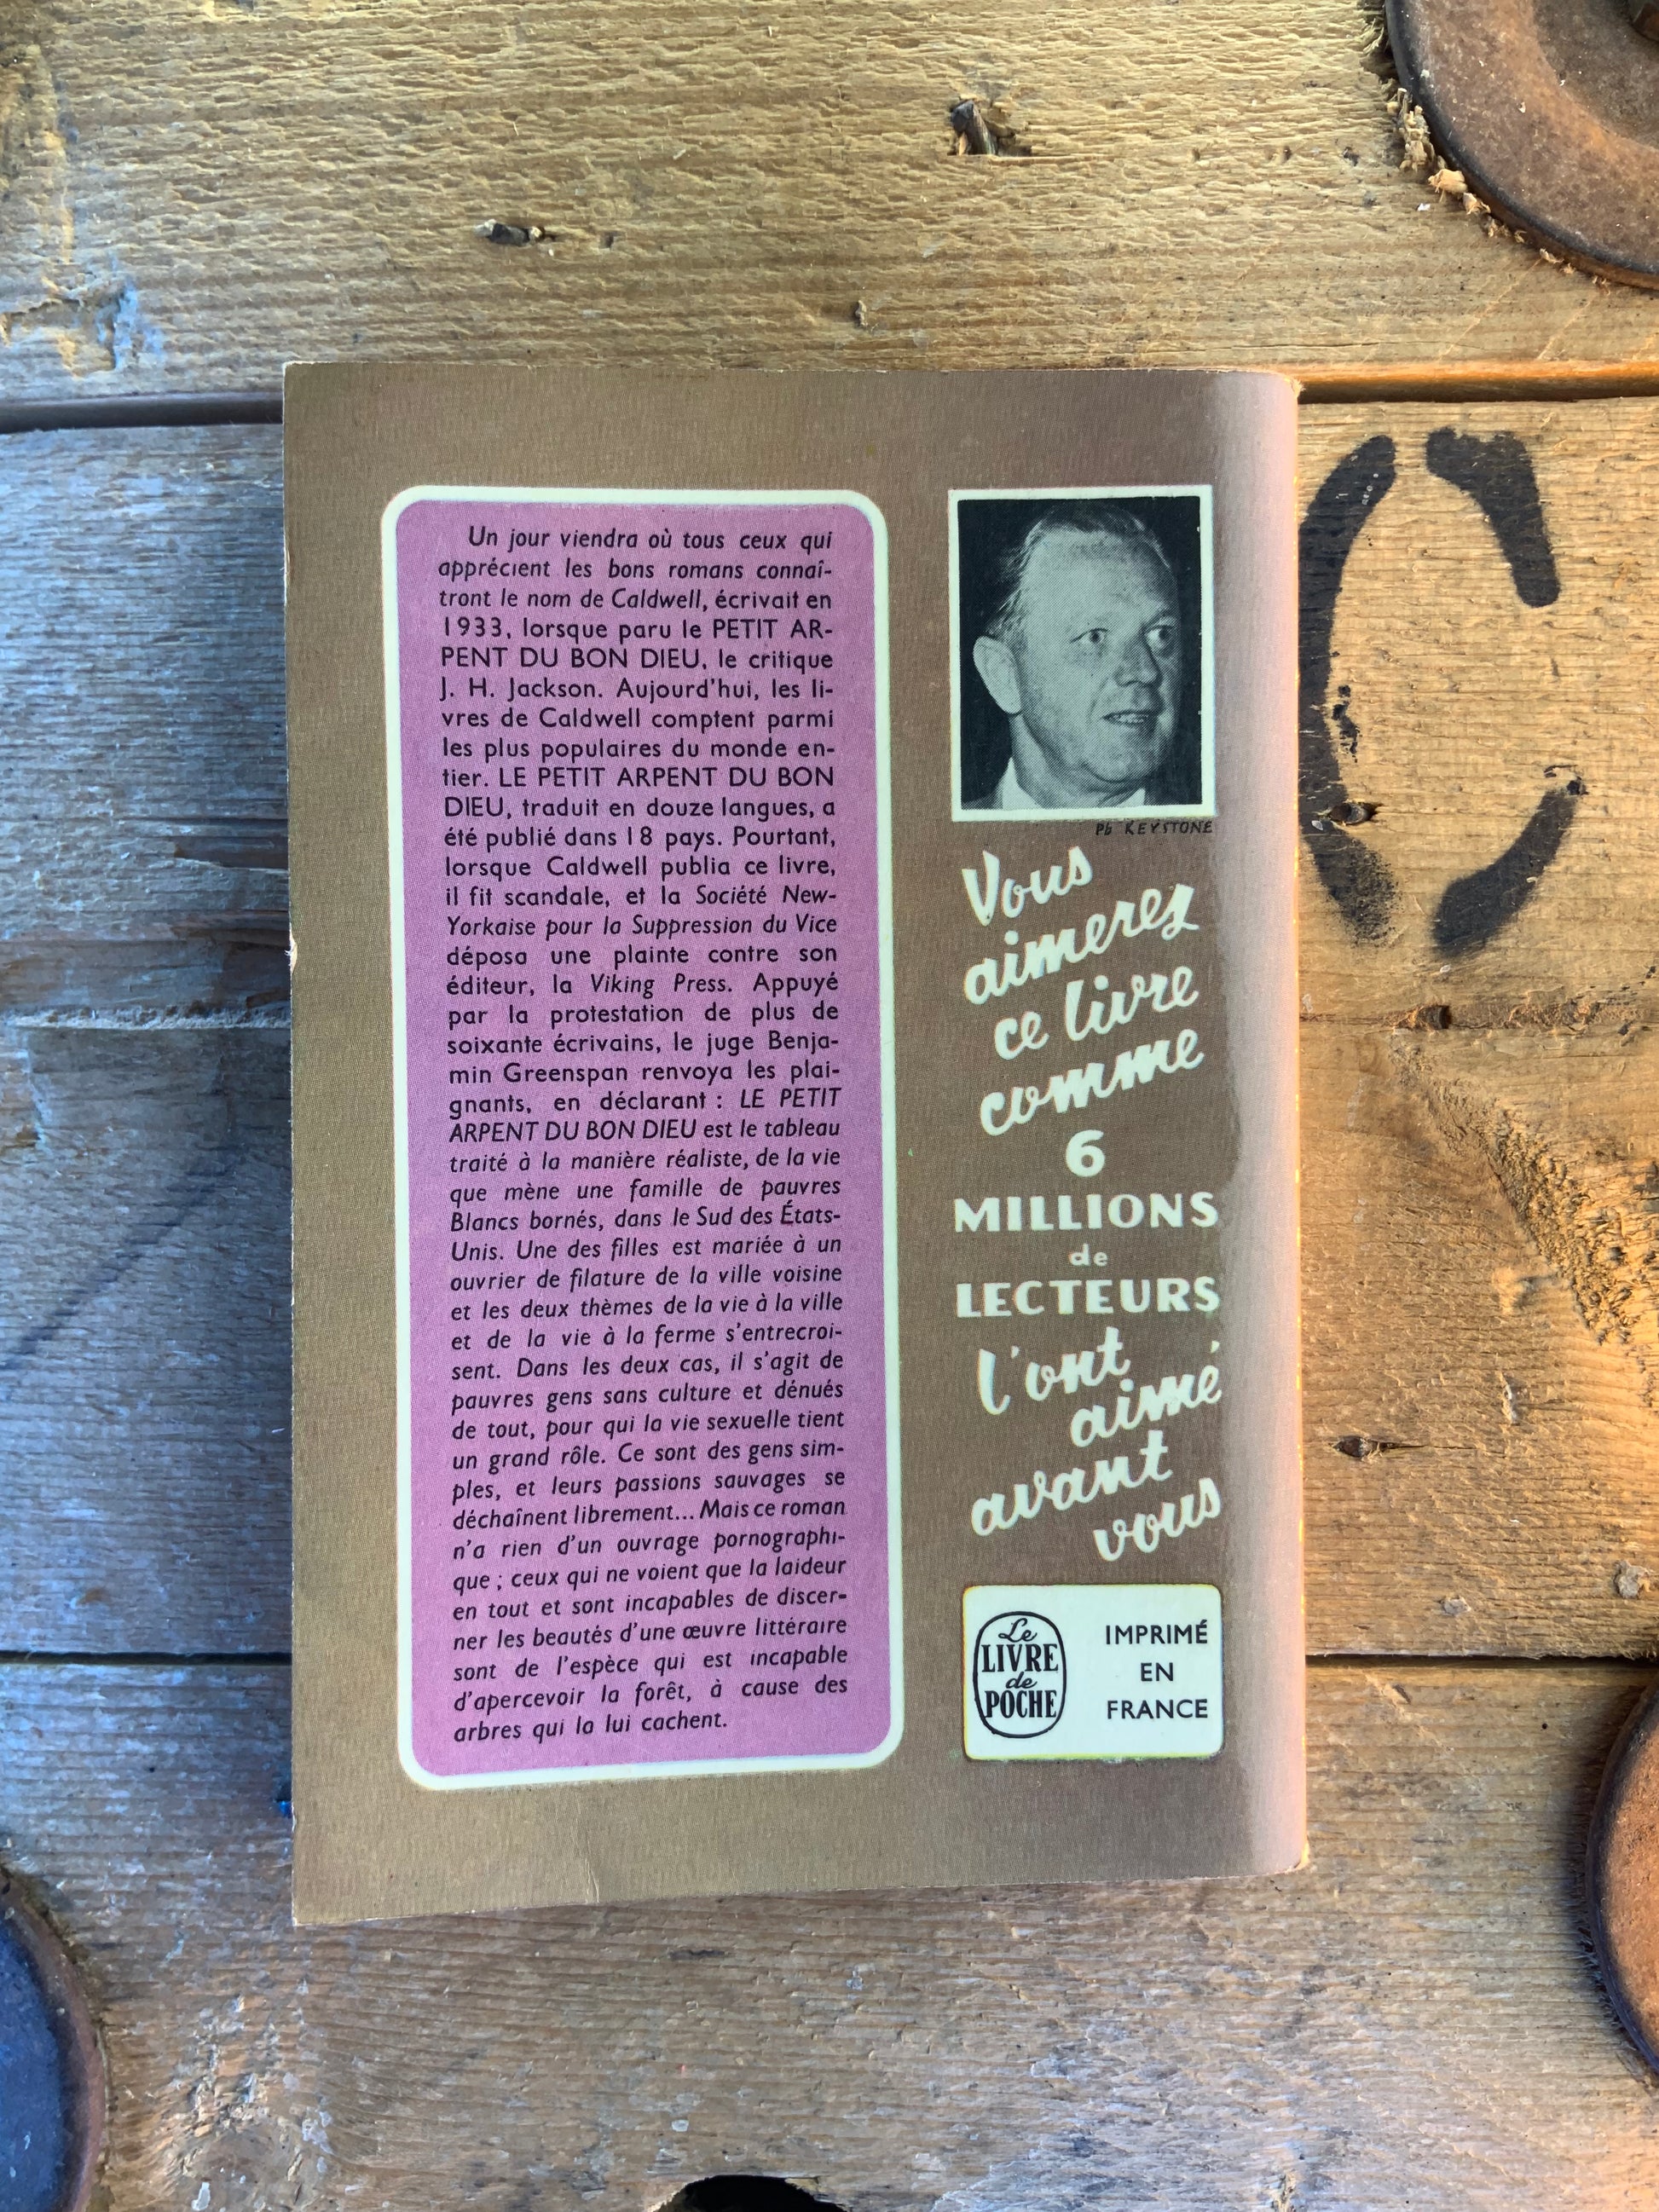 Un jour viendra où tous ceux qui
apprécient les bons romans connaî-
tront le nom de Caldwell, écrivait en
1933, lorsque paru le PETIT AR-
PENT DU BON DIEU, le critique
J. H. Jackson. Aujourd'hui, les li-
vres de Caldwell comptent parmi
les plus populaires du monde en-
tier. LE PETIT ARPENT DU BON
DIEU, traduit en douze langues, a
été publié dans 18 pays. Pourtant,
lorsque Caldwell publia ce livre,
il fit scandale, et la Société New-
Yorkaise pour la Suppression du Vice
déposa une plainte contre son
éditeur, la Viking Press. Appuyé
par la protestation de plus de
soixante écrivains, le juge Benja-
min Greenspan renvoya les plai-
gnants, en déclarant : LE PETIT
ARPENT DU BON DIEU est le tableau
traité à la manière réaliste, de la vie
que mène une famille de pauvres
Blancs bornés, dans le Sud des États-
Unis. Une des filles est mariée à un
ouvrier de filature de la ville voisine
et les deux thèmes de la vie à la ville
et de la vie à la ferme s'entrecroi-
sent. Dans les deux cas, il s'agit de
pauvres gens sans culture et dénués
de tout, pour qui la vie sexuelle tient
un grand rôle. Ce sont des gens sim-
ples, et leurs passions sauvages se
déchaînent librement... Mais ce roman
n'a rien d'un ouvrage pornographi-
que ; ceux qui ne voient que la laideur
en tout et sont incapables de discer-
ner les beautés d'une œuvre littéraire
sont de l'espèce qui est incapable
d'apercevoir la forêt, à cause des
arbres qui la lui cachent.
Ph KEYSTONE
Vous
aimerez
ce livre
comme
6
MILLIONS
de
LECTEURS
l'ont
aimé
avant
vous
Le
LIVRE
de
POCHE
IMPRIMÉ
EN
FRANCE